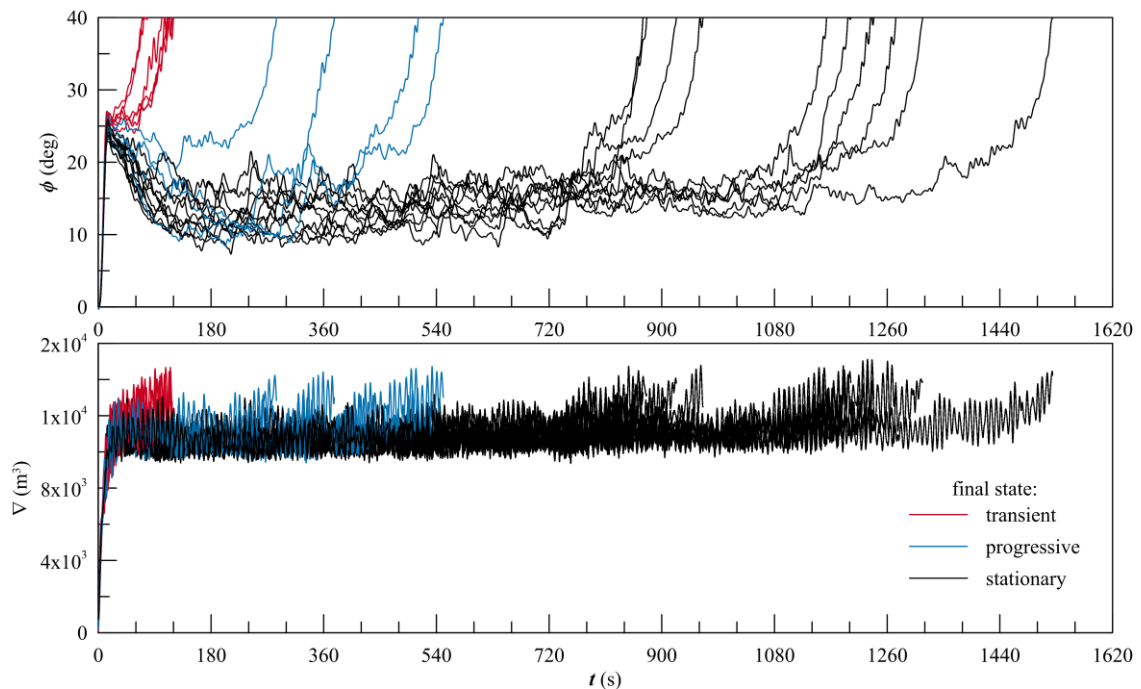 40
30
20
10
0
ϕ (deg)
0 180 360 540 720 900 1080 1260 1440 1620
2x10⁴
1x10⁴
8x10³
4x10³
0
∇ (m³)
final state:
transient
progressive
stationary
0 180 360 540 720 900 1080 1260 1440 1620
t (s)